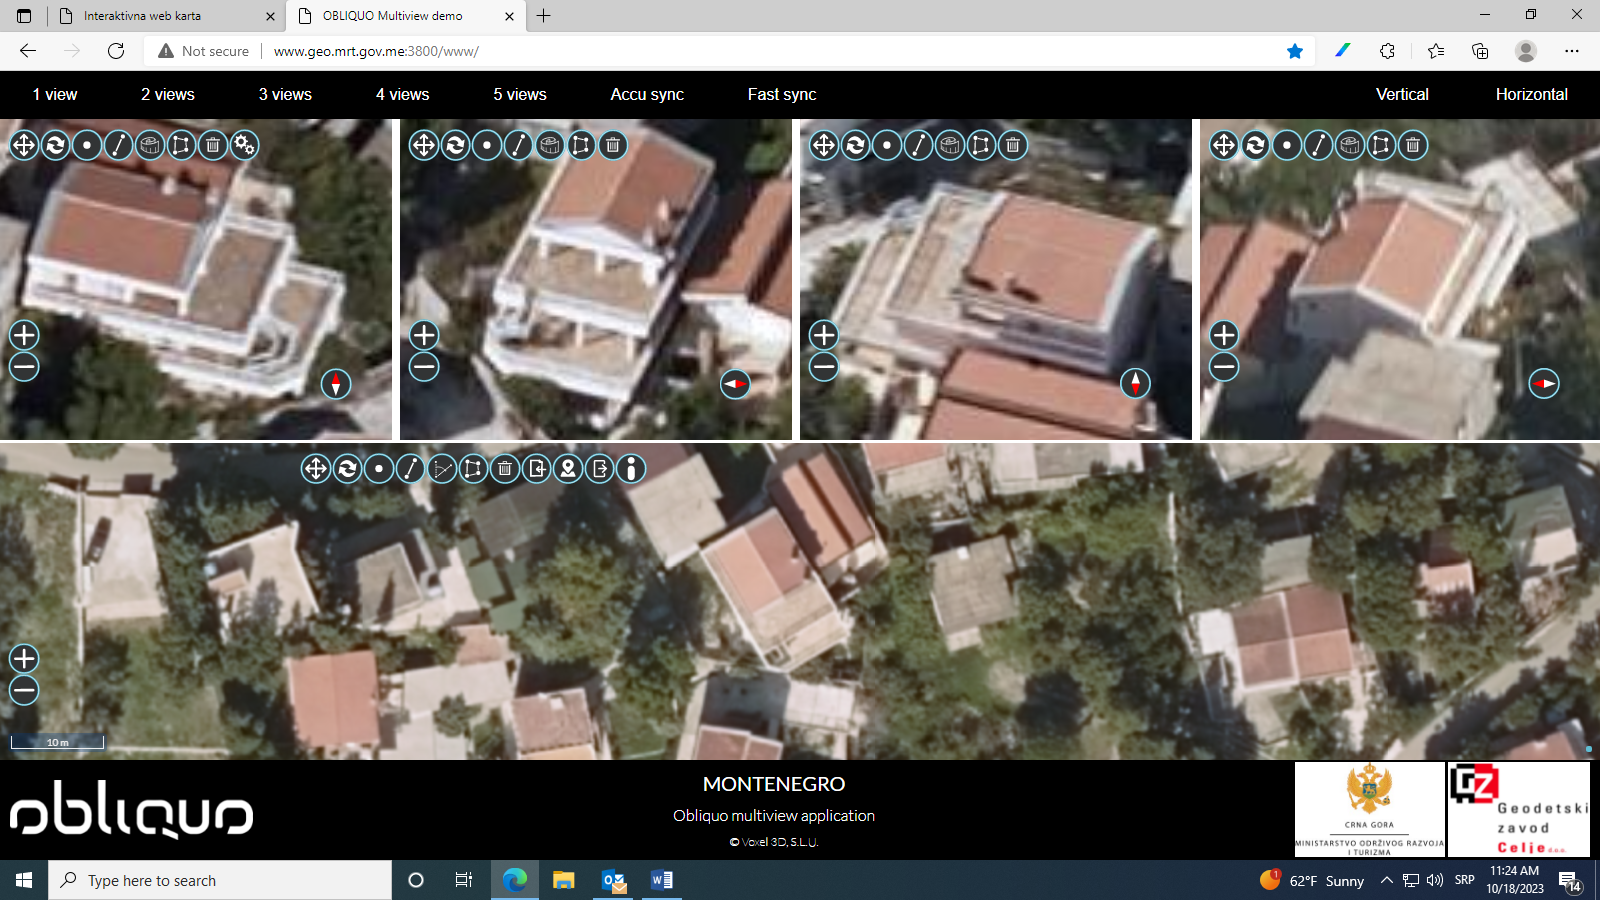 Interaktivna web karta
OBLIQUO Multiview demo
Not secure
www.geo.mrt.gov.me:3800/www/
1 view
2 views
3 views
4 views
5 views
Accu sync
Fast sync
Vertical
Horizontal
10 m
obliquo
MONTENEGRO
Obliquo multiview application
© Voxel 3D, S.L.U.
CRNA GORA
MINISTARSTVO ODRŽIVOG RAZVOJA
I TURIZMA
GZ
Geodetski
zavod
Celje d.o.o.
Type here to search
1
62°F Sunny
SRP
11:24 AM
10/18/2023
14